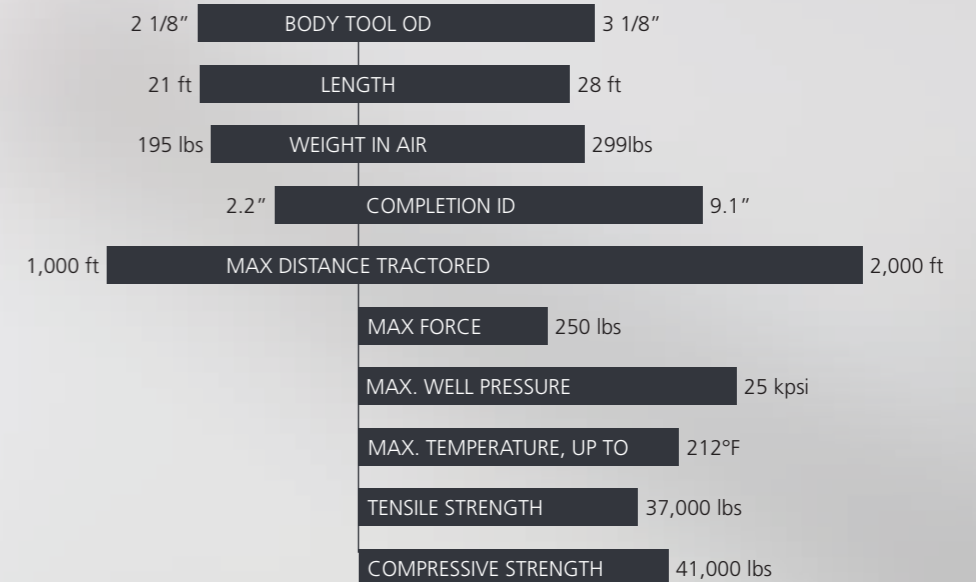 2 1/8” BODY TOOL OD 3 1/8”
21 ft LENGTH 28 ft
195 lbs WEIGHT IN AIR 299lbs
2.2” COMPLETION ID 9.1”
1,000 ft MAX DISTANCE TRACTORED 2,000 ft
MAX FORCE 250 lbs
MAX. WELL PRESSURE 25 kpsi
MAX. TEMPERATURE, UP TO 212°F
TENSILE STRENGTH 37,000 lbs
COMPRESSIVE STRENGTH 41,000 lbs